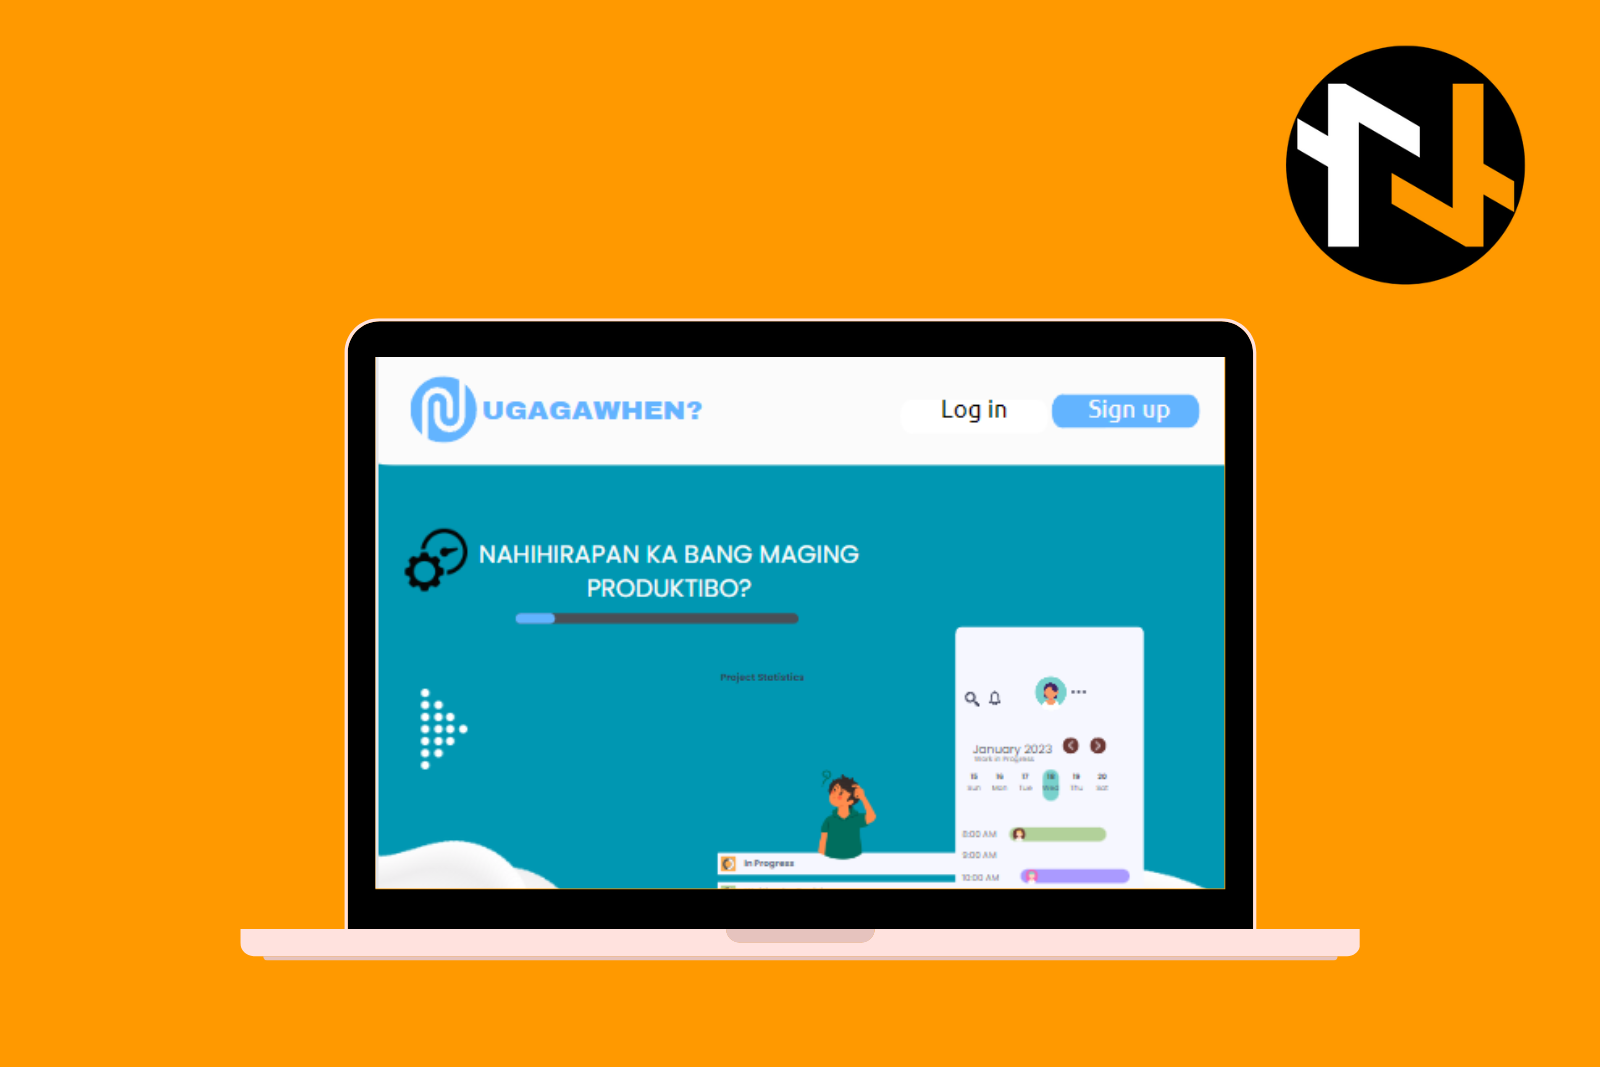 UGAGAWHEN?
Log in
Sign up
NAHIHIRAPAN KA BANG MAGING
PRODUKTIBO?
Project Statistics
January 2023
Work in Progress
15 16 17 18 19 20
Sun Mon Tue Wed Thu Sat
8:00 AM
9:00 AM
10:00 AM
In Progress